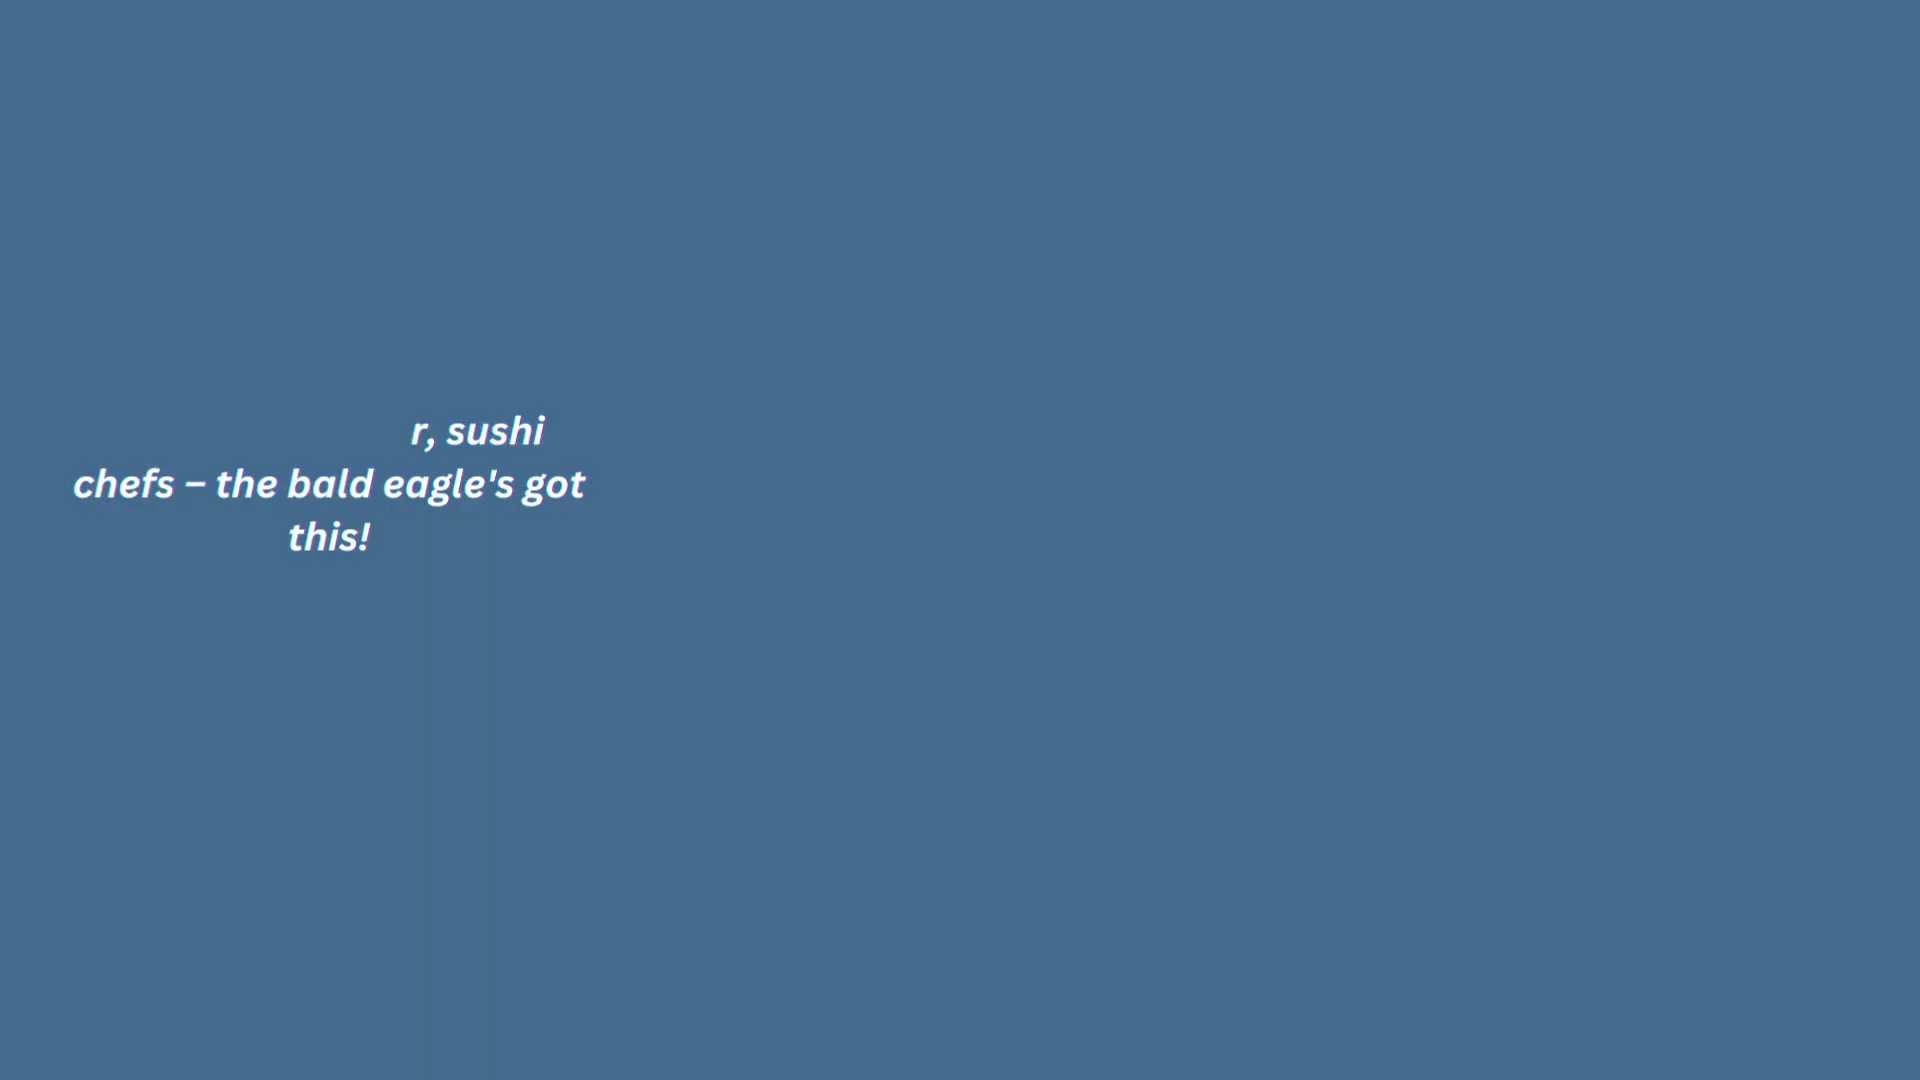 r, sushi
chefs – the bald eagle's got
this!